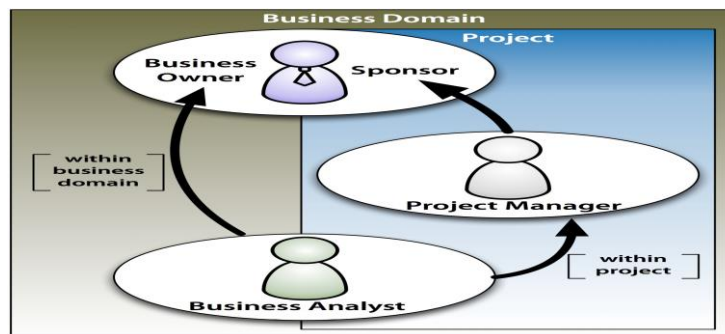 Business Domain
Project
Business
Owner
Sponsor
within
business
domain
Project Manager
within
project
Business Analyst